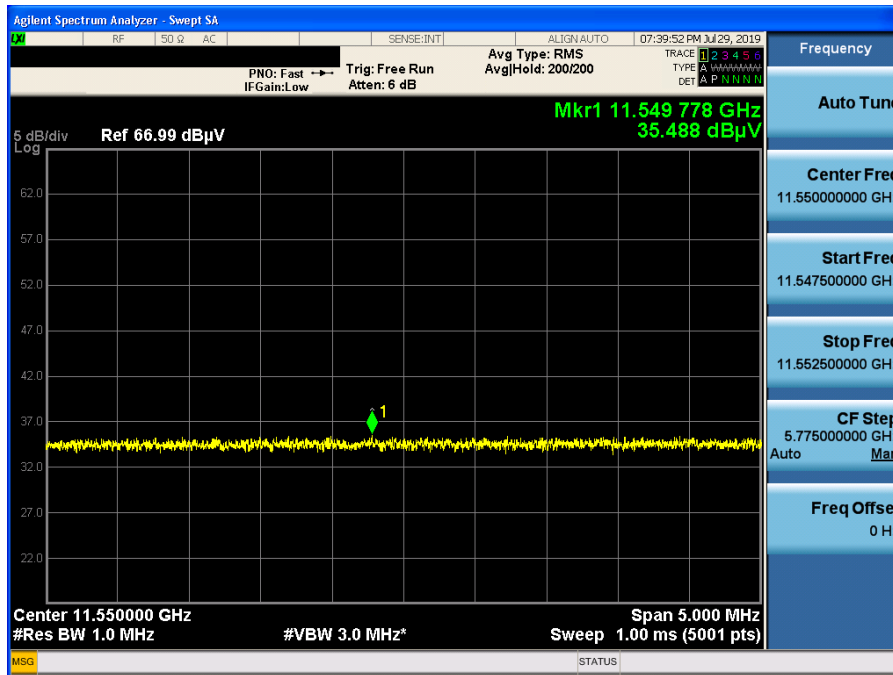 Agilent Spectrum Analyzer - Swept SA
LXI RF 50 Ω AC SENSE:INT ALIGN AUTO 07:39:52 PM Jul 29, 2019
Frequency
PNO: Fast
IFGain:Low
Trig: Free Run
Atten: 6 dB
Avg Type: RMS
Avg|Hold: 200/200
TRACE 1 2 3 4 5 6
TYPE A WWWWW
DET A P N N N N
Auto Tune
Mkr1 11.549 778 GHz
35.488 dBµV
5 dB/div Ref 66.99 dBµV
Log
62.0
57.0
52.0
47.0
42.0
37.0
32.0
27.0
22.0
1
Center Freq
11.550000000 GH
Start Freq
11.547500000 GH
Stop Freq
11.552500000 GH
CF Step
5.775000000 GH
Auto Man
Freq Offse
0 H
Center 11.550000 GHz Span 5.000 MHz
#Res BW 1.0 MHz #VBW 3.0 MHz* Sweep 1.00 ms (5001 pts)
MSG STATUS